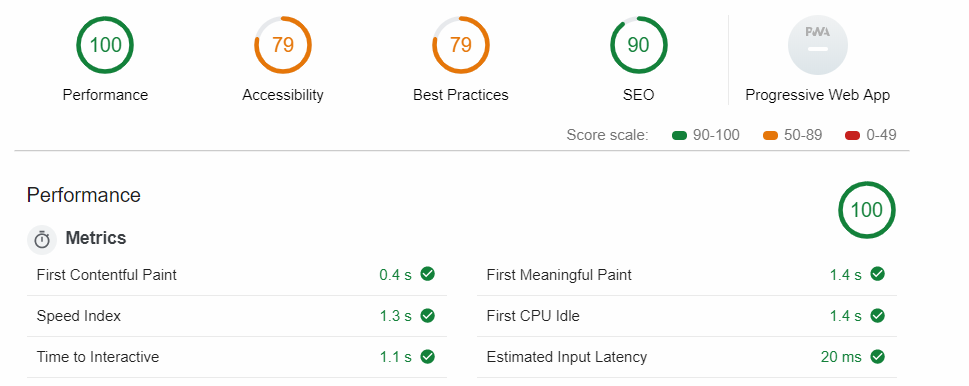 100 79 79 90 PWA
Performance Accessibility Best Practices SEO Progressive Web App
Score scale: 90-100 50-89 0-49
Performance 100
Metrics
First Contentful Paint 0.4 s First Meaningful Paint 1.4 s
Speed Index 1.3 s First CPU Idle 1.4 s
Time to Interactive 1.1 s Estimated Input Latency 20 ms